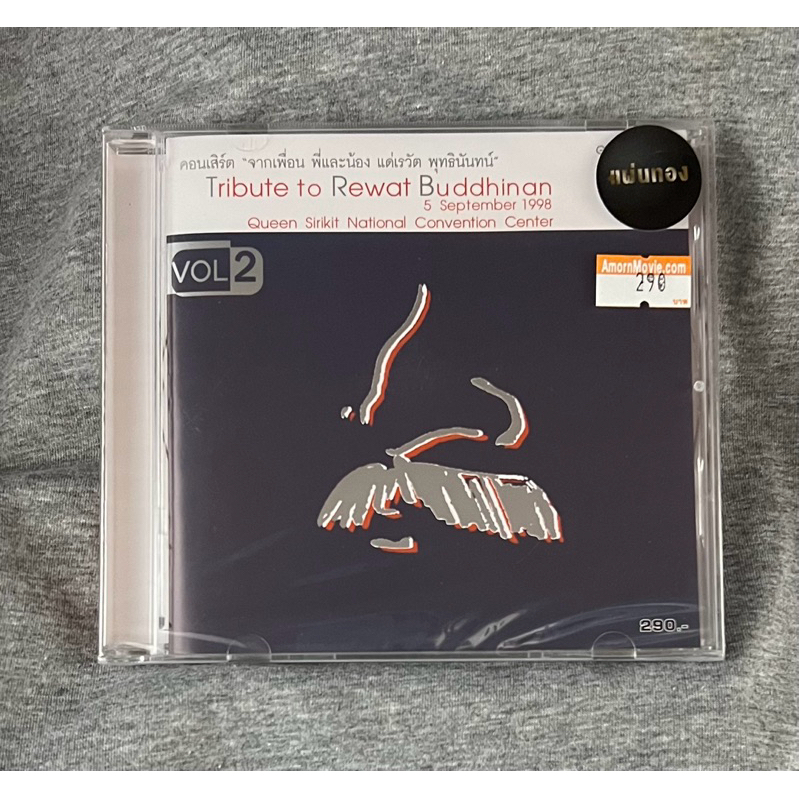 คอนเสิร์ต "จากเพื่อน พี่และน้อง แด่เรวัต พุทธินันทน์"
Tribute to Rewat Buddhinan
5 September 1998
Queen Sirikit National Convention Center
แผ่นทอง
VOL 2
AmornMovie.com
290
บาท
290.-